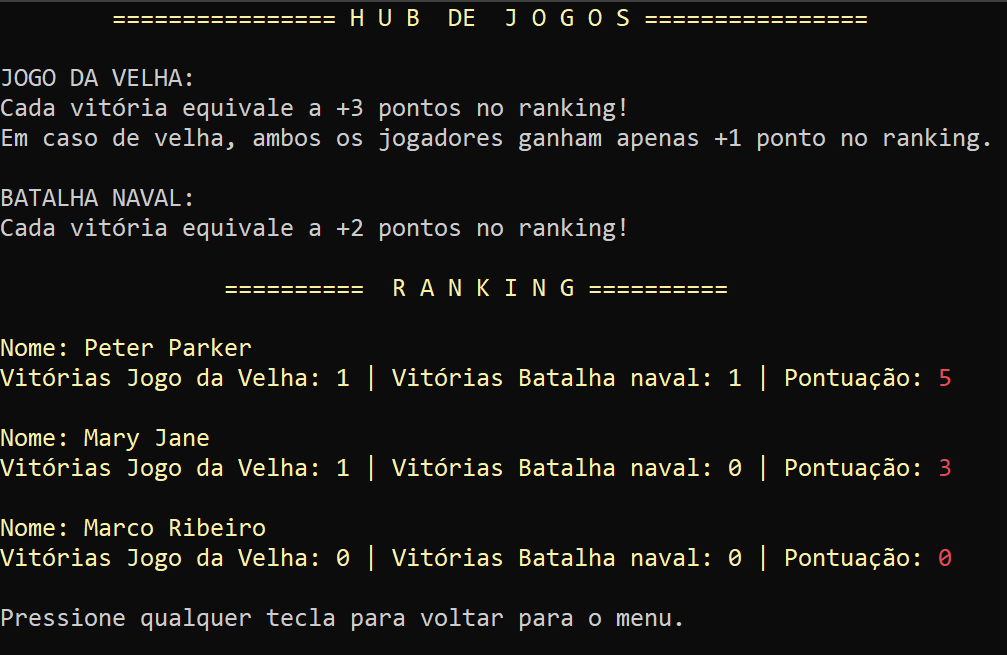 ================ H U B  DE  J O G O S ================
JOGO DA VELHA:
Cada vitória equivale a +3 pontos no ranking!
Em caso de velha, ambos os jogadores ganham apenas +1 ponto no ranking.
BATALHA NAVAL:
Cada vitória equivale a +2 pontos no ranking!
==========  R A N K I N G ==========
Nome: Peter Parker
Vitórias Jogo da Velha: 1 | Vitórias Batalha naval: 1 | Pontuação: 5
Nome: Mary Jane
Vitórias Jogo da Velha: 1 | Vitórias Batalha naval: 0 | Pontuação: 3
Nome: Marco Ribeiro
Vitórias Jogo da Velha: 0 | Vitórias Batalha naval: 0 | Pontuação: 0
Pressione qualquer tecla para voltar para o menu.